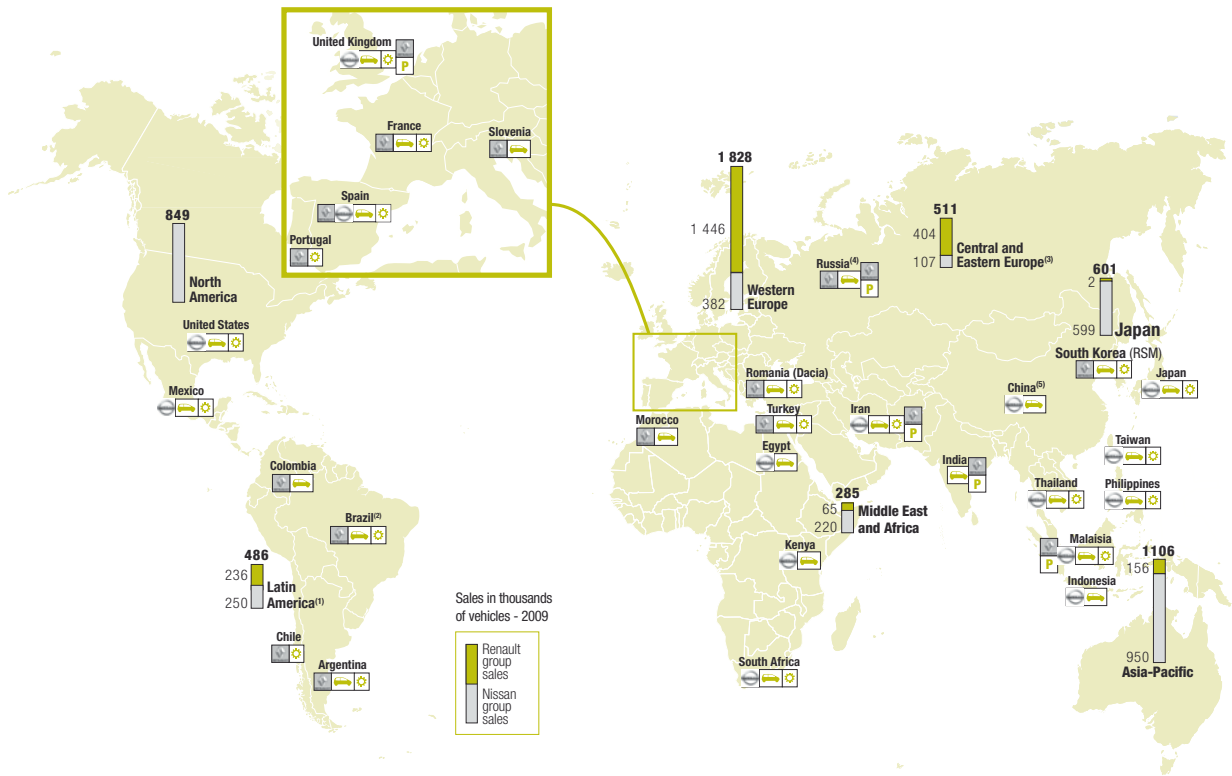 United Kingdom
P
France
Slovenia
Spain
Portugal
849
North
America
United States
Mexico
Colombia
Brazil(2)
486
236
250
Latin
America(1)
Chile
Argentina
1 828
1 446
382
Western
Europe
Russia(4)
P
511
404
107
Central and
Eastern Europe(3)
601
2
599
Japan
South Korea (RSM)
Japan
China(5)
Romania (Dacia)
Turkey
Iran
P
Morocco
Egypt
India
P
Taiwan
Thailand
Philippines
285
65
220
Middle East
and Africa
Kenya
Malaisia
P
Indonesia
1106
156
950
Asia-Pacific
South Africa
Sales in thousands
of vehicles - 2009
Renault
group
sales
Nissan
group
sales